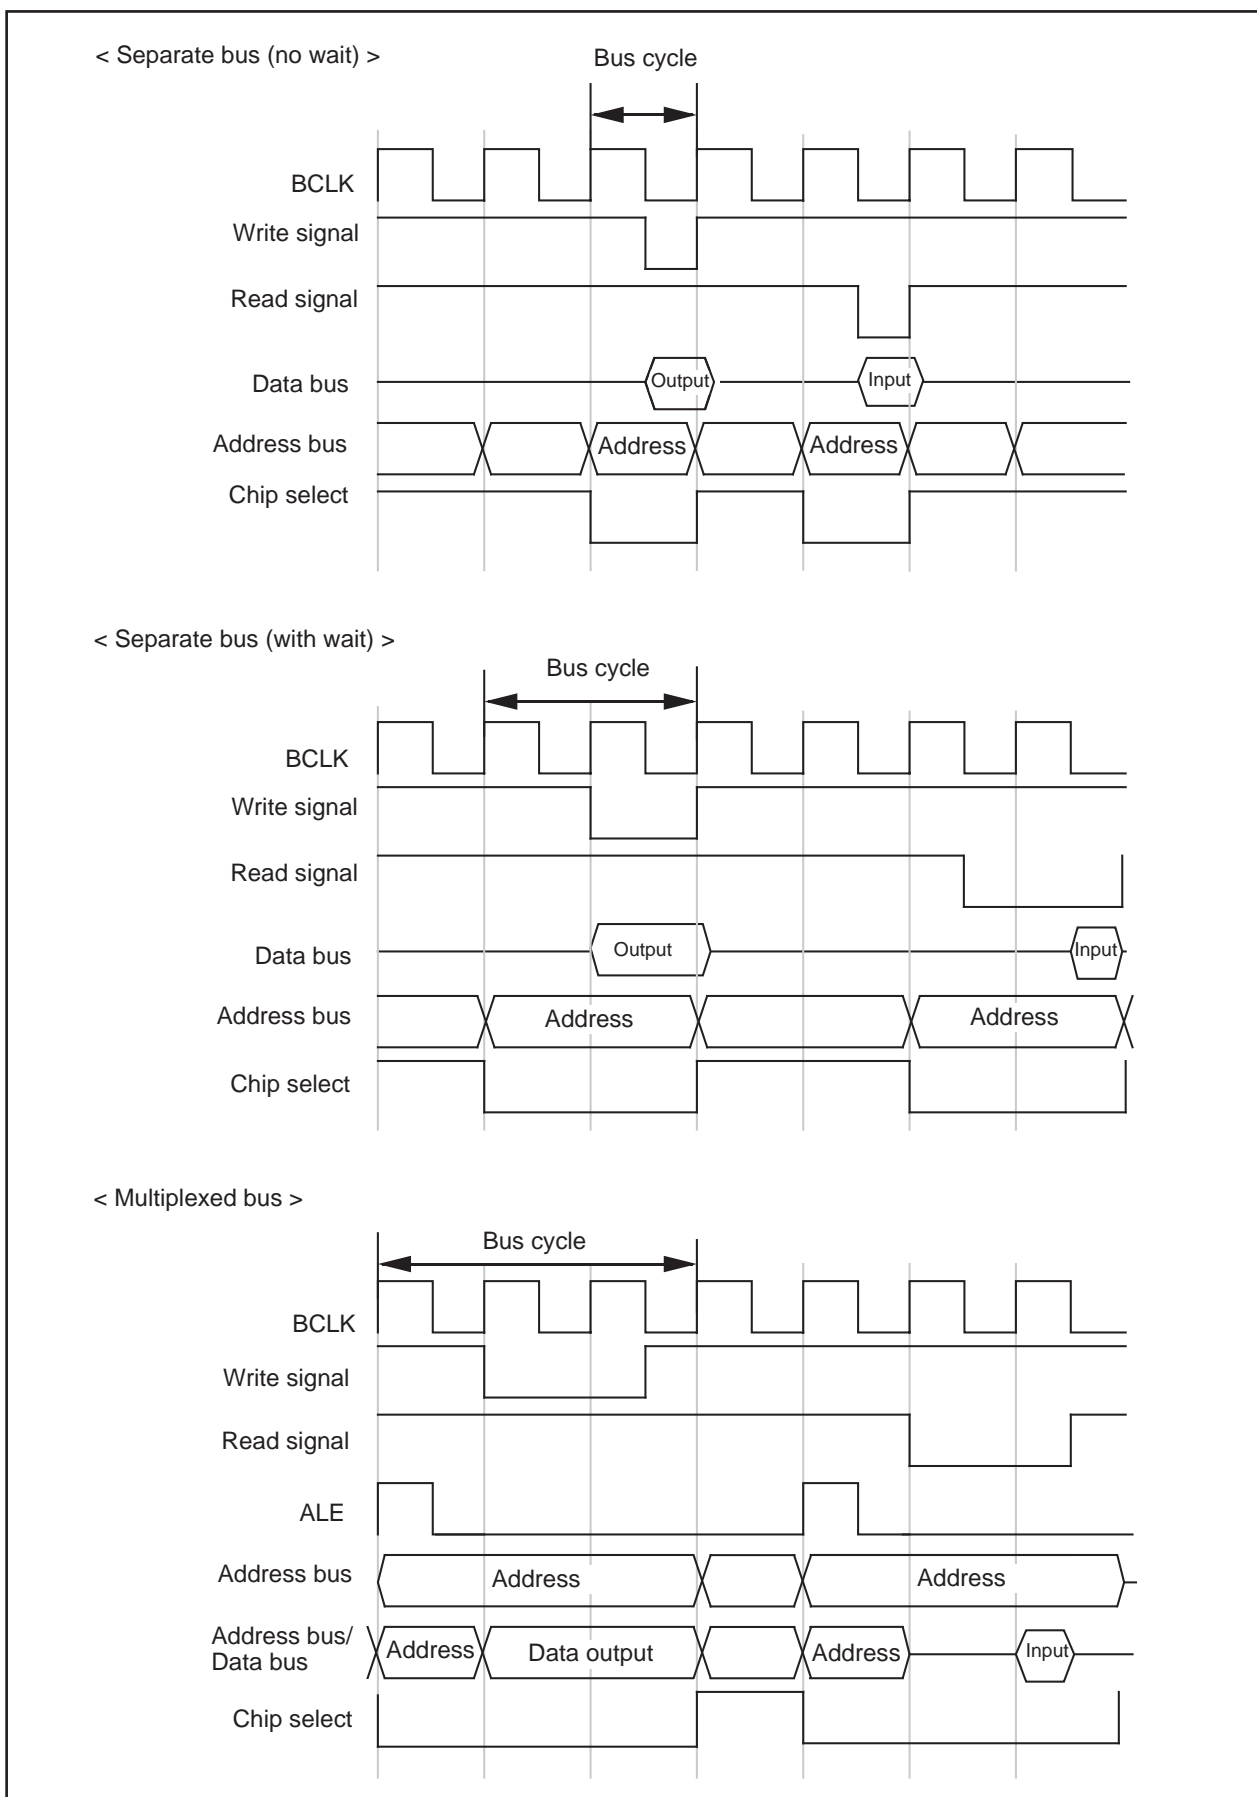 < Separate bus (no wait) >
Bus cycle
BCLK
Write signal
Read signal
Data bus
Output
Input
Address bus
Address
Address
Chip select
< Separate bus (with wait) >
Bus cycle
BCLK
Write signal
Read signal
Data bus
Output
Input
Address bus
Address
Address
Chip select
< Multiplexed bus >
Bus cycle
BCLK
Write signal
Read signal
ALE
Address bus
Address
Address
Address bus/
Data bus
Address
Data output
Address
Input
Chip select